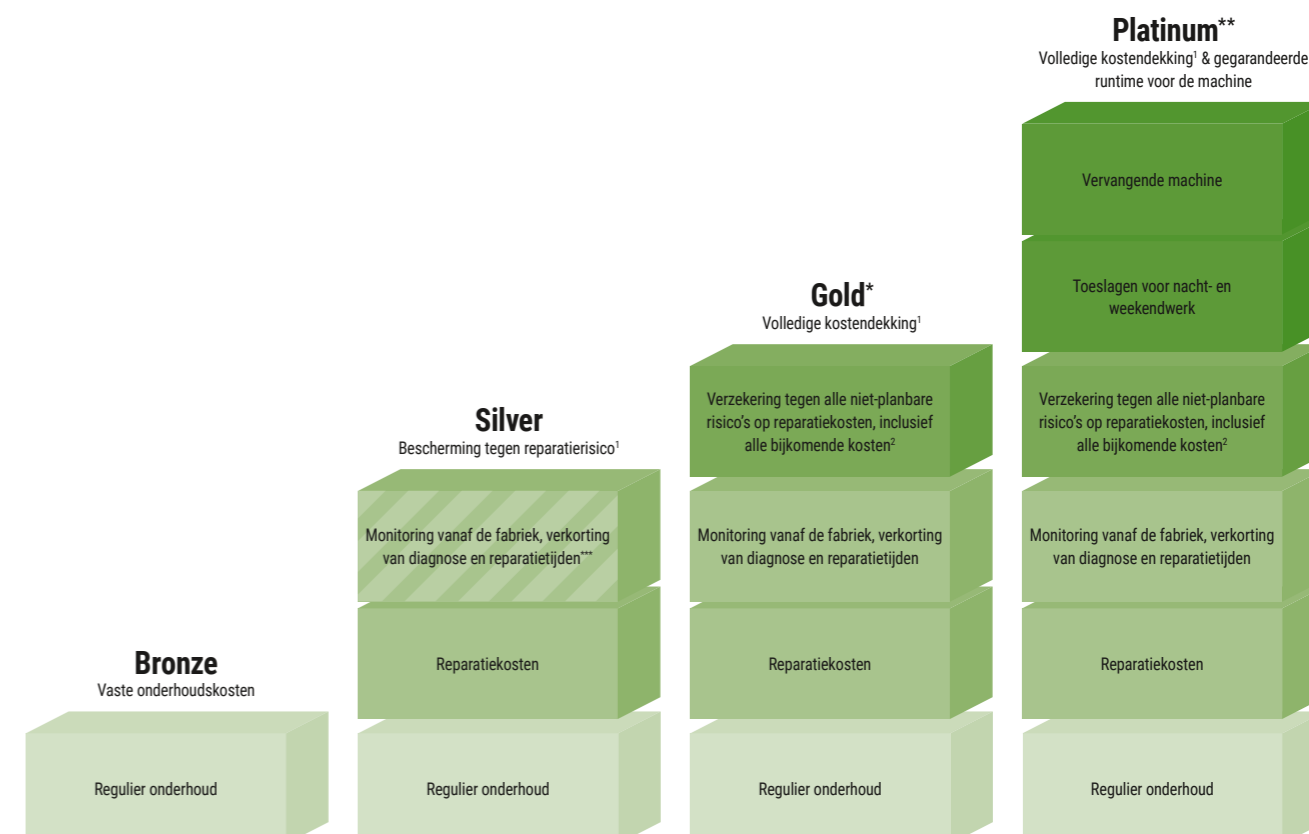 Platinum**
Volledige kostendekking¹ & gegarandeerde
runtime voor de machine
Vervangende machine
Toeslagen voor nacht- en
weekendwerk
Verzekering tegen alle niet-planbare
risico's op reparatiekosten, inclusief
alle bijkomende kosten²
Monitoring vanaf de fabriek, verkorting
van diagnose en reparatietijden
Reparatiekosten
Regulier onderhoud
Gold*
Volledige kostendekking¹
Verzekering tegen alle niet-planbare
risico's op reparatiekosten, inclusief
alle bijkomende kosten²
Monitoring vanaf de fabriek, verkorting
van diagnose en reparatietijden
Reparatiekosten
Regulier onderhoud
Silver
Bescherming tegen reparatierisico¹
Monitoring vanaf de fabriek, verkorting
van diagnose en reparatietijden***
Reparatiekosten
Regulier onderhoud
Bronze
Vaste onderhoudskosten
Regulier onderhoud